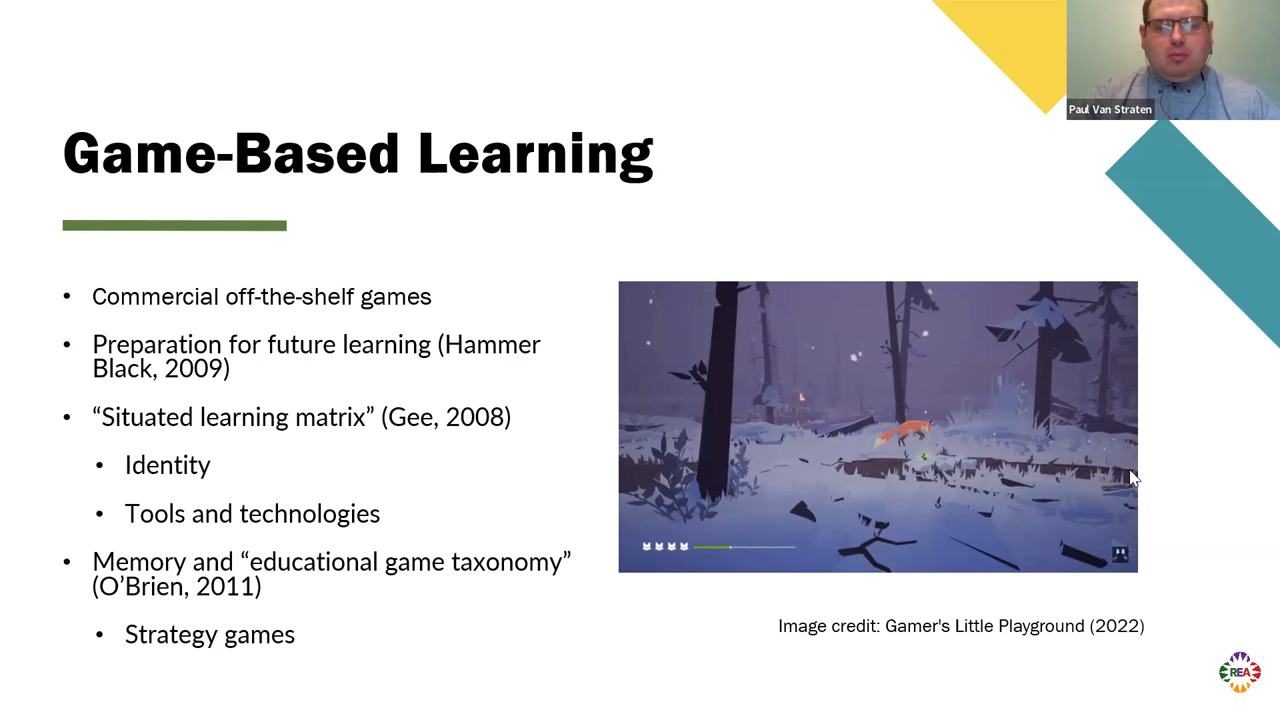 Paul Van Straten
Game-Based Learning
• Commercial off-the-shelf games
• Preparation for future learning (Hammer
Black, 2009)
• “Situated learning matrix” (Gee, 2008)
• Identity
• Tools and technologies
• Memory and “educational game taxonomy”
(O’Brien, 2011)
• Strategy games
Image credit: Gamer's Little Playground (2022)
REA